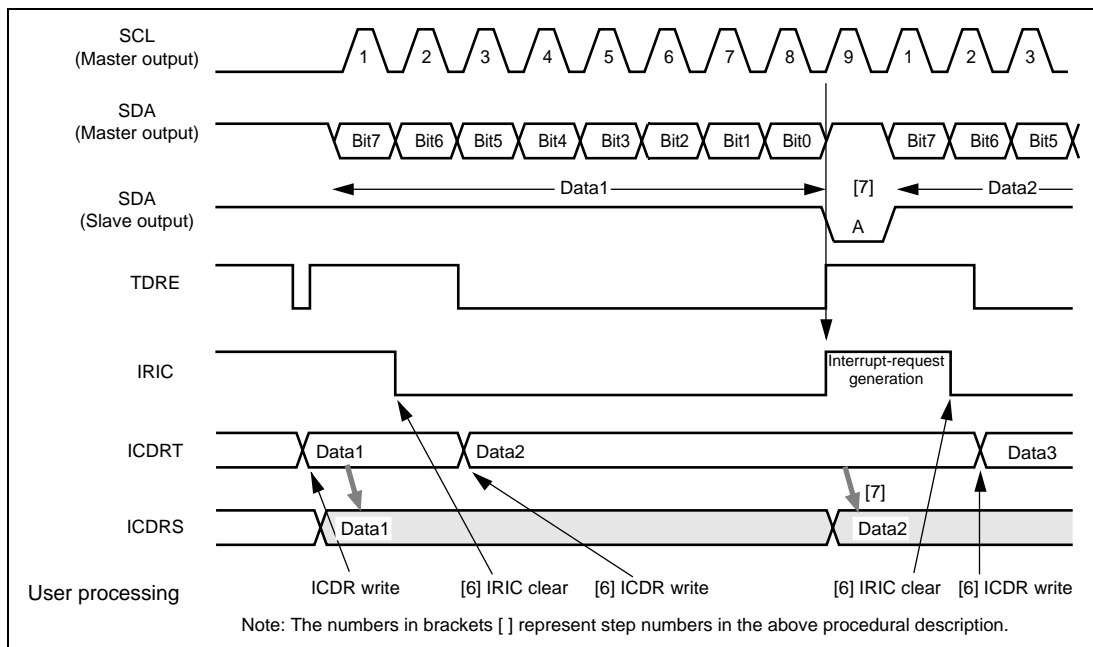 SCL
(Master output)
1 2 3 4 5 6 7 8 9 1 2 3
SDA
(Master output)
Bit7 Bit6 Bit5 Bit4 Bit3 Bit2 Bit1 Bit0 Bit7 Bit6 Bit5
SDA
(Slave output)
Data1 [7] Data2
A
TDRE
IRIC
Interrupt-request
generation
ICDRT
Data1 Data2 Data3
[7]
ICDRS
Data1 Data2
User processing
ICDR write [6] IRIC clear [6] ICDR write [6] IRIC clear [6] ICDR write
Note: The numbers in brackets [ ] represent step numbers in the above procedural description.